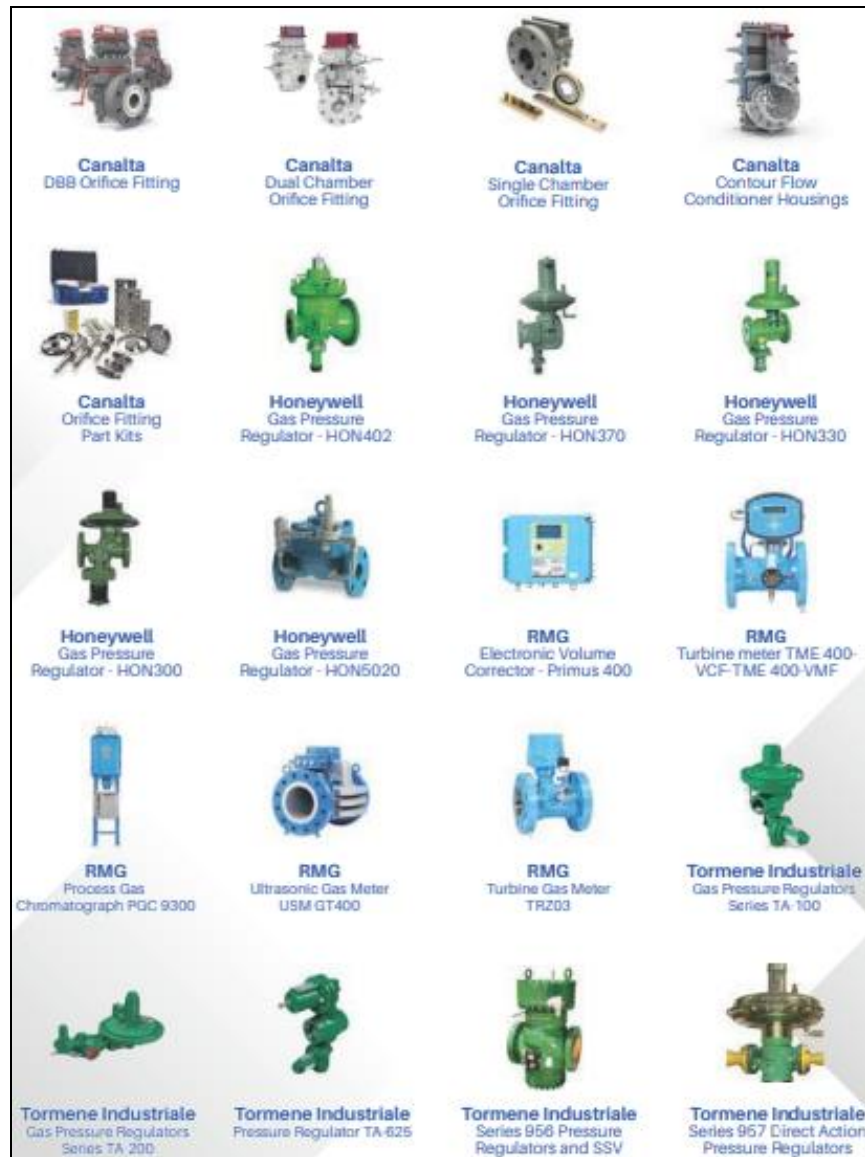 Canalta
DBB Orifice Fitting
Canalta
Dual Chamber
Orifice Fitting
Canalta
Single Chamber
Orifice Fitting
Canalta
Contour Flow
Conditioner Housings
Canalta
Orifice Fitting
Part Kits
Honeywell
Gas Pressure
Regulator - HON402
Honeywell
Gas Pressure
Regulator - HON370
Honeywell
Gas Pressure
Regulator - HON330
Honeywell
Gas Pressure
Regulator - HON300
Honeywell
Gas Pressure
Regulator - HON5020
RMG
Electronic Volume
Corrector - Primus 400
RMG
Turbine meter TME 400-
VCF-TME 400-VMF
RMG
Process Gas
Chromatograph PGC 9300
RMG
Ultrasonic Gas Meter
USM GT400
RMG
Turbine Gas Meter
TRZ03
Tormene Industriale
Gas Pressure Regulators
Series TA-100
Tormene Industriale
Gas Pressure Regulators
Series TA 200
Tormene Industriale
Pressure Regulator TA-625
Tormene Industriale
Series 956 Pressure
Regulators and SSV
Tormene Industriale
Series 957 Direct Action
Pressure Regulators